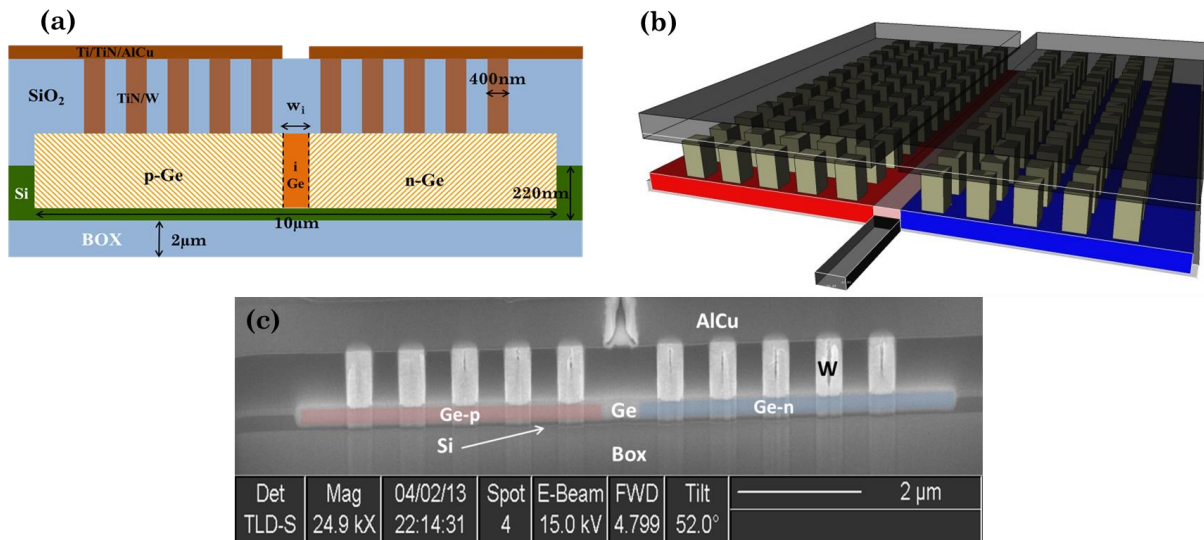 (a)
Ti/TiN/AlCu
SiO2
TiN/W
wi
400nm
p-Ge
i
Ge
n-Ge
Si
220nm
10μm
BOX
2μm
(b)
(c)
AlCu
W
Ge-p
Ge
Ge-n
Si
Box
Det Mag 04/02/13 Spot E-Beam FWD Tilt 2 μm
TLD-S 24.9 kX 22:14:31 4 15.0 kV 4.799 52.0°